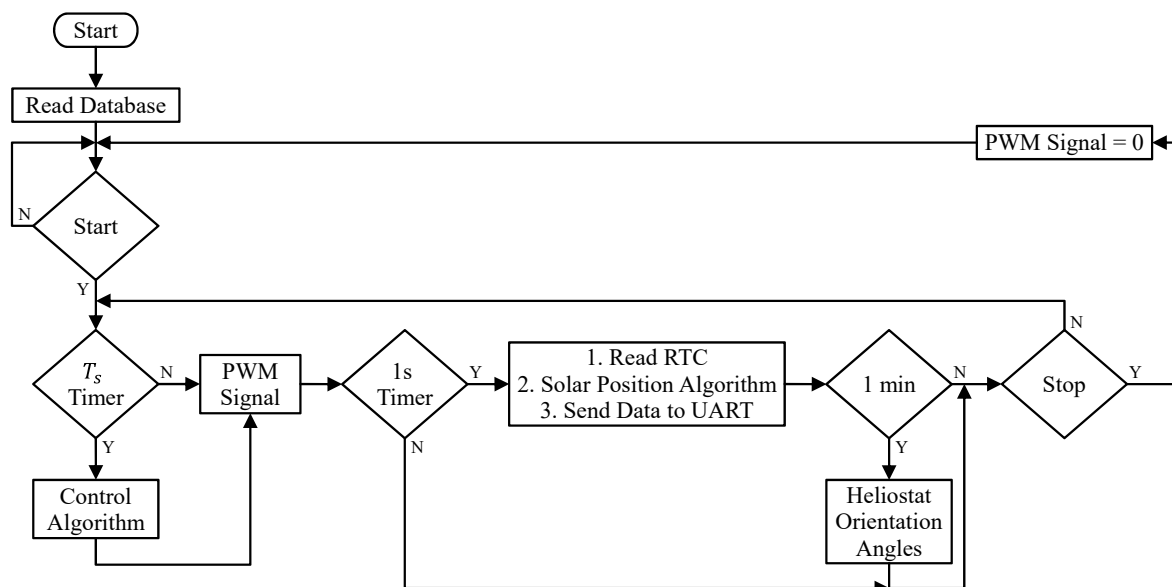 Start
Read Database
PWM Signal = 0
N
Start
Y
N
T_s
Timer
N
PWM
Signal
1s
Timer
Y
1. Read RTC
2. Solar Position Algorithm
3. Send Data to UART
1 min
N
Stop
Y
Y
N
Y
Control
Algorithm
Heliostat
Orientation
Angles